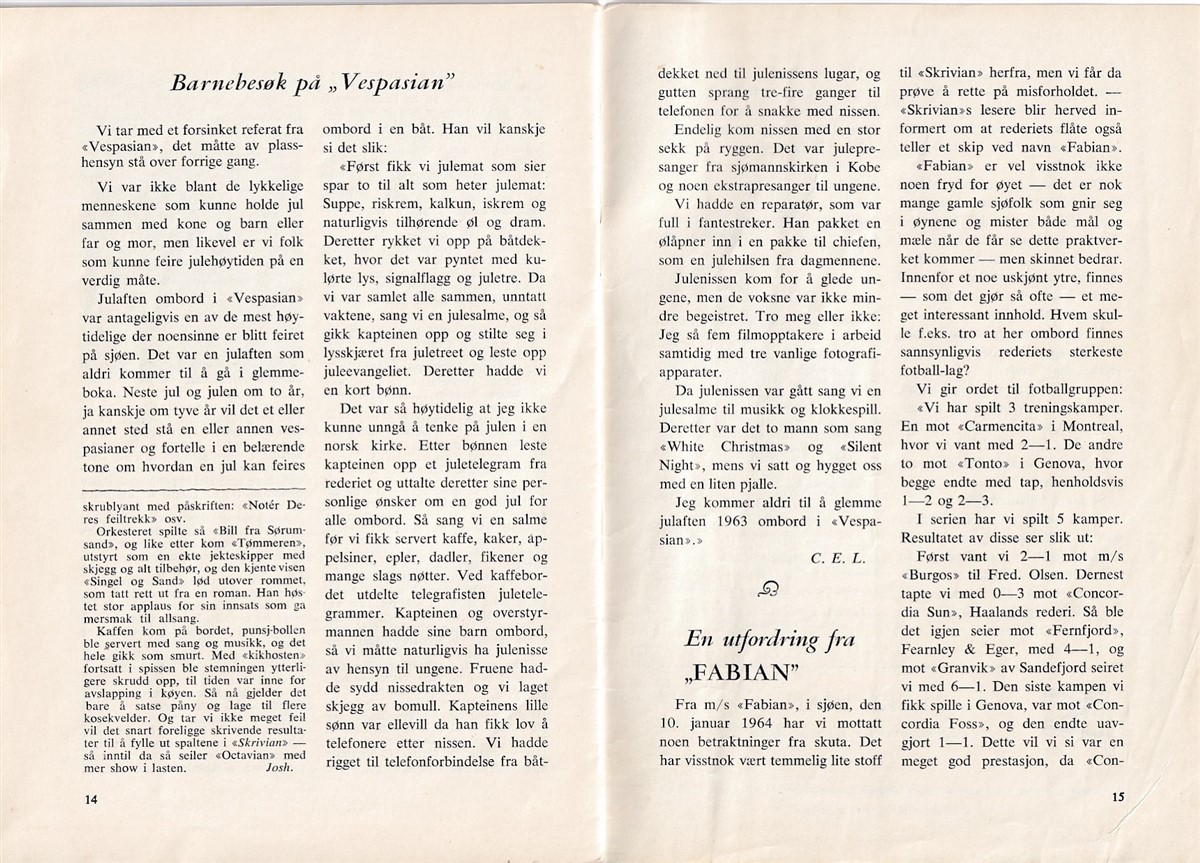 Barnebesøk på „Vespasian”
Vi tar med et forsinket referat fra
«Vespasian», det måtte av plass-
hensyn stå over forrige gang.
Vi var ikke blant de lykkelige
menneskene som kunne holde jul
sammen med kone og barn eller
far og mor, men likevel er vi folk
som kunne feire julehøytiden på en
verdig måte.
Julaften ombord i «Vespasian»
var antageligvis en av de mest høy-
tidelige der noensinne er blitt feiret
på sjøen. Det var en julaften som
aldri kommer til å gå i glemme-
boka. Neste jul og julen om to år,
ja kanskje om tyve år vil det et eller
annet sted stå en eller annen ves-
pasianer og fortelle i en belærende
tone om hvordan en jul kan feires
ombord i en båt. Han vil kanskje
si det slik:
«Først fikk vi julemat som sier
spar to til alt som heter julemat:
Suppe, riskrem, kalkun, iskrem og
naturligvis tilhørende øl og dram.
Deretter rykket vi opp på båtdek-
ket, hvor det var pyntet med ku-
lørte lys, signalflagg og juletre. Da
vi var samlet alle sammen, unntatt
vaktene, sang vi en julesalme, og så
gikk kapteinen opp og stilte seg i
lysskjæret fra juletreet og leste opp
juleevangeliet. Deretter hadde vi
en kort bønn.
Det var så høytidelig at jeg ikke
kunne unngå å tenke på julen i en
norsk kirke. Etter bønnen leste
kapteinen opp et juletelegram fra
rederiet og uttalte deretter sine per-
sonlige ønsker om en god jul for
alle ombord. Så sang vi en salme
før vi fikk servert kaffe, kaker, ap-
pelsiner, epler, dadler, fikener og
mange slags nøtter. Ved kaffebor-
det utdelte telegrafisten juletele-
grammer. Kapteinen og overstyr-
mannen hadde sine barn ombord,
så vi måtte naturligvis ha julenisse
av hensyn til ungene. Fruene had-
de sydd nissedrakten og vi laget
skjegg av bomull. Kapteinens lille
sønn var ellevill da han fikk lov å
telefonere etter nissen. Vi hadde
rigget til telefonforbindelse fra båt-
skrublyant med påskriften: «Notér De-
res feiltrekk» osv.
Orkesteret spilte så «Bill fra Sørum-
sand», og like etter kom «Tømmeren»,
utstyrt som en ekte jekteskipper med
skjegg og alt tilbehør, og den kjente visen
«Singel og Sand» lød utover rommet,
som tatt rett ut fra en roman. Han høs-
tet stor applaus for sin innsats som ga
mersmak til allsang.
Kaffen kom på bordet, punsj-bollen
ble servert med sang og musikk, og det
hele gikk som smurt. Med «kikhosten»
fortsatt i spissen ble stemningen ytterli-
gere skrudd opp, til tiden var inne for
avslapping i køyen. Så nå gjelder det
bare å satse påny og lage til flere
kosekvelder. Og tar vi ikke meget feil
vil det snart foreligge skrivende resulta-
ter til å fylle ut spaltene i «Skrivian» —
så inntil da så seiler «Octavian» med
mer show i lasten. Josh.
14
dekket ned til julenissens lugar, og
gutten sprang tre-fire ganger til
telefonen for å snakke med nissen.
Endelig kom nissen med en stor
sekk på ryggen. Det var julepre-
sanger fra sjømannskirken i Kobe
og noen ekstrapresanger til ungene.
Vi hadde en reparatør, som var
full i fantestreker. Han pakket en
ølåpner inn i en pakke til chiefen,
som en julehilsen fra dagmennene.
Julenissen kom for å glede un-
gene, men de voksne var ikke min-
dre begeistret. Tro meg eller ikke:
Jeg så fem filmopptakere i arbeid
samtidig med tre vanlige fotografi-
apparater.
Da julenissen var gått sang vi en
julesalme til musikk og klokkespill.
Deretter var det to mann som sang
«White Christmas» og «Silent
Night», mens vi satt og hygget oss
med en liten pjalle.
Jeg kommer aldri til å glemme
julaften 1963 ombord i «Vespa-
sian».»
C. E. L.
En utfordring fra
„FABIAN”
Fra m/s «Fabian», i sjøen, den
10. januar 1964 har vi mottatt
noen betraktninger fra skuta. Det
har visstnok vært temmelig lite stoff
til «Skrivian» herfra, men vi får da
prøve å rette på misforholdet. —
«Skrivian»s lesere blir herved in-
formert om at rederiets flåte også
teller et skip ved navn «Fabian».
«Fabian» er vel visstnok ikke
noen fryd for øyet — det er nok
mange gamle sjøfolk som gnir seg
i øynene og mister både mål og
mæle når de får se dette praktver-
ket kommer — men skinnet bedrar.
Innenfor et noe uskjønt ytre, finnes
— som det gjør så ofte — et me-
get interessant innhold. Hvem skul-
le f.eks. tro at her ombord finnes
sannsynligvis rederiets sterkeste
fotball-lag?
Vi gir ordet til fotballgruppen:
«Vi har spilt 3 treningskamper.
En mot «Carmencita» i Montreal,
hvor vi vant med 2—1. De andre
to mot «Tonto» i Genova, hvor
begge endte med tap, henholdsvis
1—2 og 2—3.
I serien har vi spilt 5 kamper.
Resultatet av disse ser slik ut:
Først vant vi 2—1 mot m/s
«Burgos» til Fred. Olsen. Dernest
tapte vi med 0—3 mot «Concor-
dia Sun», Haalands rederi. Så ble
det igjen seier mot «Fernfjord»,
Fearnley & Eger, med 4—1, og
mot «Granvik» av Sandefjord seiret
vi med 6—1. Den siste kampen vi
fikk spille i Genova, var mot «Con-
cordia Foss», og den endte uav-
gjort 1—1. Dette vil vi si var en
meget god prestasjon, da «Con-
15